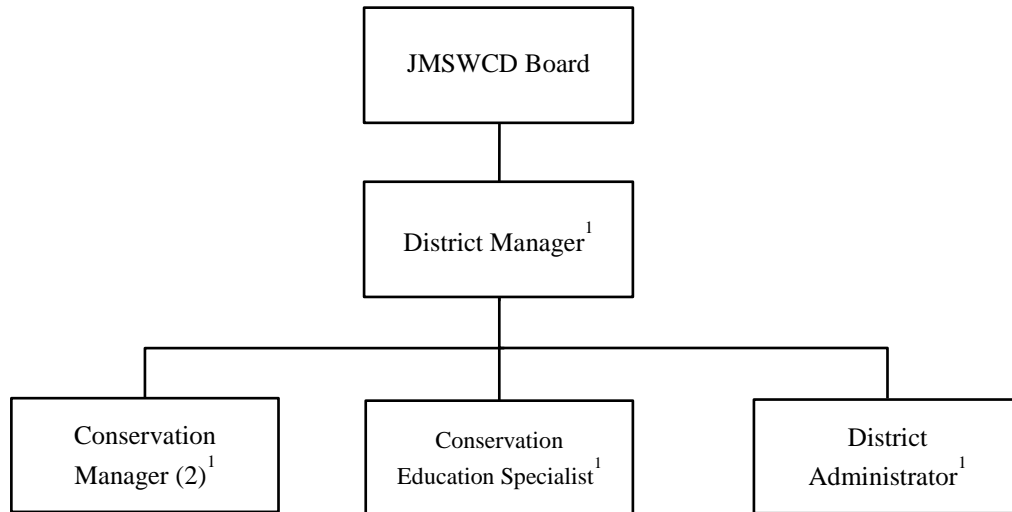 JMSWCD Board
District Manager¹
Conservation
Manager (2)¹
Conservation
Education Specialist¹
District
Administrator¹